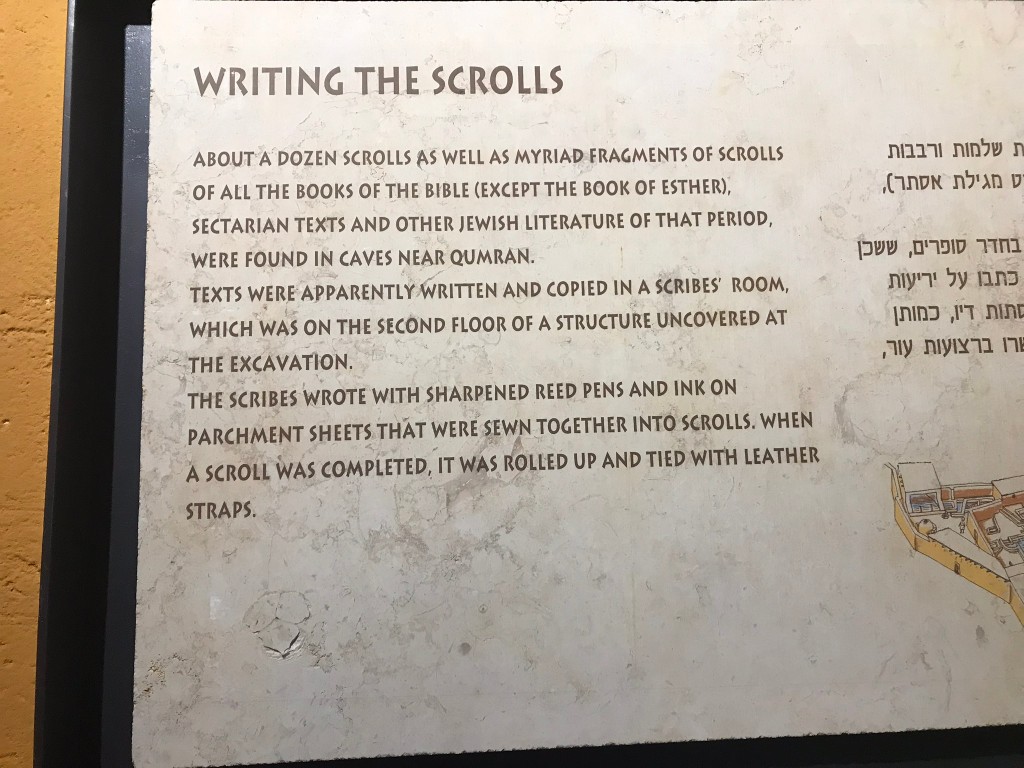 WRITING THE SCROLLS
ABOUT A DOZEN SCROLLS AS WELL AS MYRIAD FRAGMENTS OF SCROLLS
OF ALL THE BOOKS OF THE BIBLE (EXCEPT THE BOOK OF ESTHER),
SECTARIAN TEXTS AND OTHER JEWISH LITERATURE OF THAT PERIOD,
WERE FOUND IN CAVES NEAR QUMRAN.
TEXTS WERE APPARENTLY WRITTEN AND COPIED IN A SCRIBES' ROOM,
WHICH WAS ON THE SECOND FLOOR OF A STRUCTURE UNCOVERED AT
THE EXCAVATION.
THE SCRIBES WROTE WITH SHARPENED REED PENS AND INK ON
PARCHMENT SHEETS THAT WERE SEWN TOGETHER INTO SCROLLS. WHEN
A SCROLL WAS COMPLETED, IT WAS ROLLED UP AND TIED WITH LEATHER
STRAPS.
שלמות ורבבות
מגילת אסתר),
בחדר סופרים, ששכן
כתבו על יריעות
דיו, כמותן
ברצועות עור,